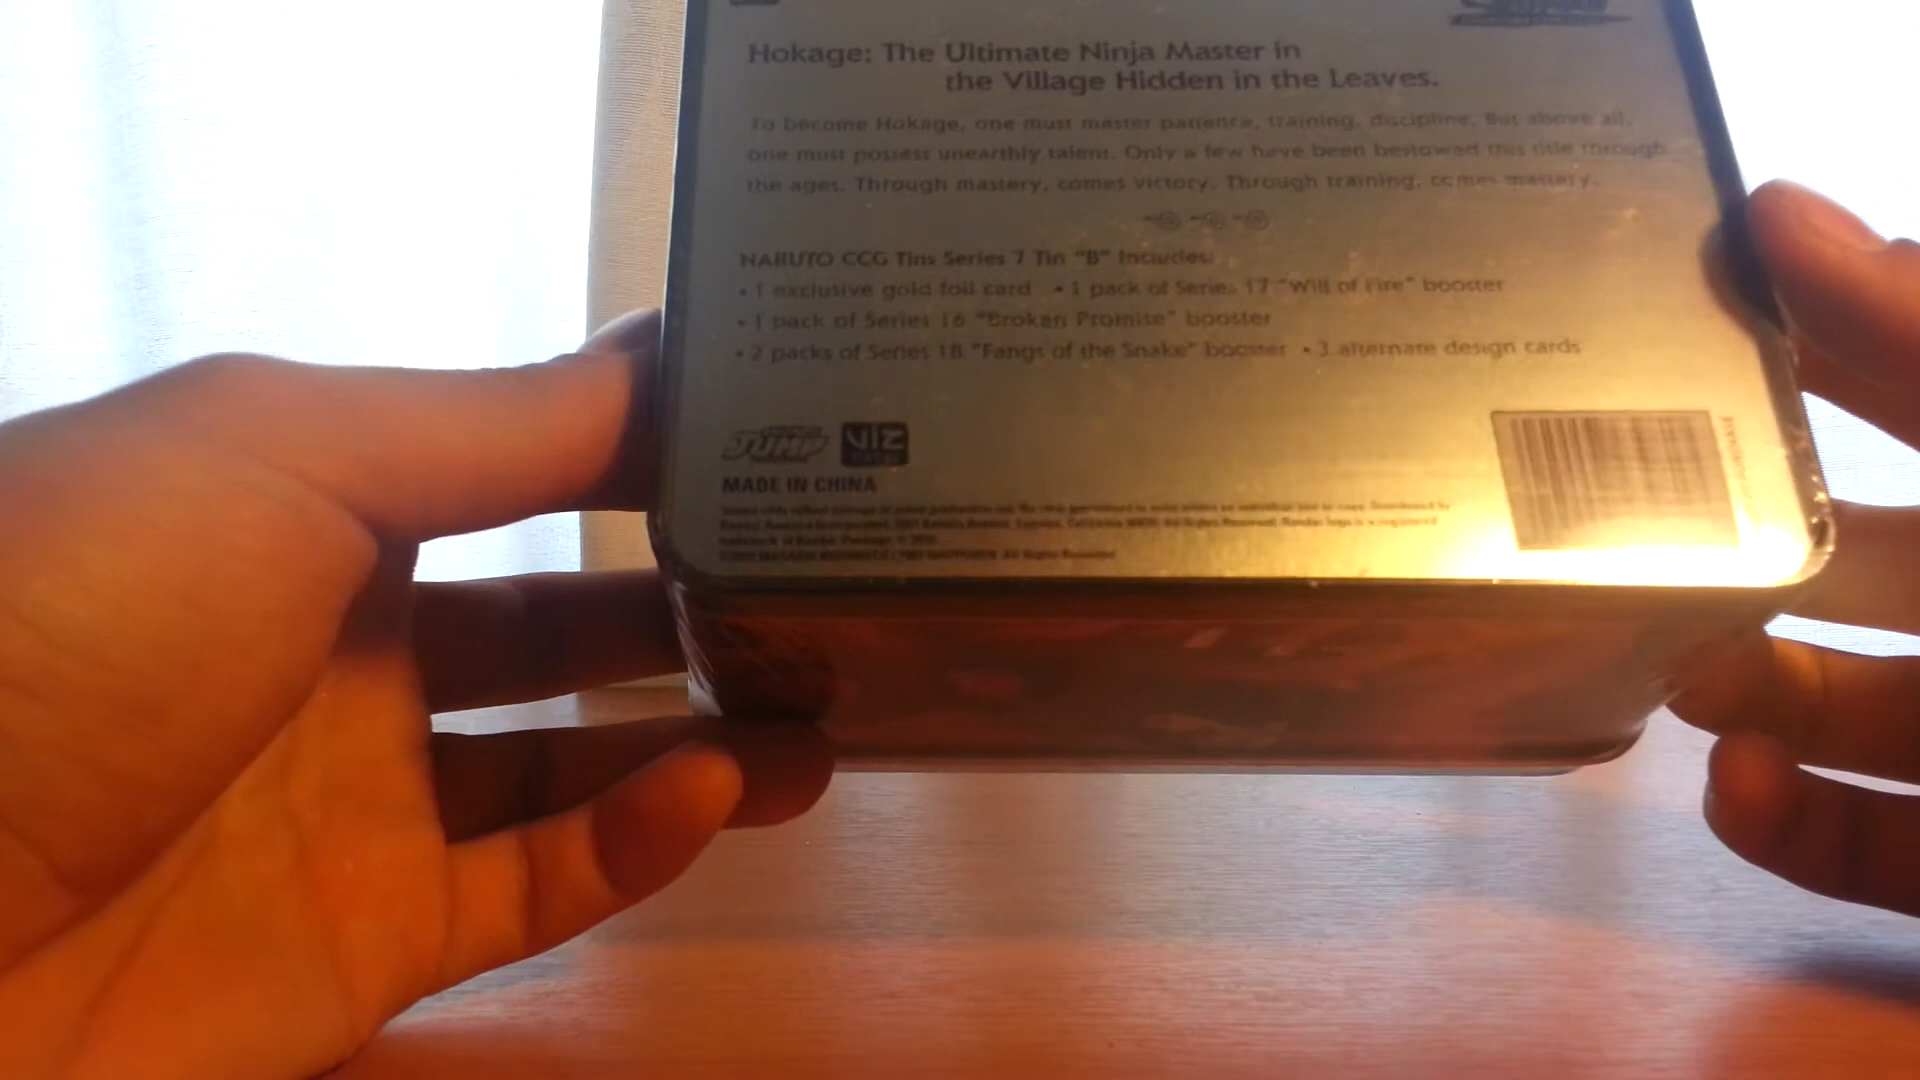 Hokage: The Ultimate Ninja Master in
the Village Hidden in the Leaves.
To become Hokage, one must master patience, training, discipline. But above all,
one must possess unearthly talent. Only a few have been bestowed this title through
the ages. Through mastery, comes victory. Through training, comes mastery.
NARUTO CCG Tins Series 7 Tin "B" Includes:
• 1 exclusive gold foil card • 1 pack of Series 17 "Will of Fire" booster
• 1 pack of Series 16 "Broken Promise" booster
• 2 packs of Series 18 "Fangs of the Snake" booster • 3 alternate design cards
JUMP VIZ
MADE IN CHINA
All Rights Reserved